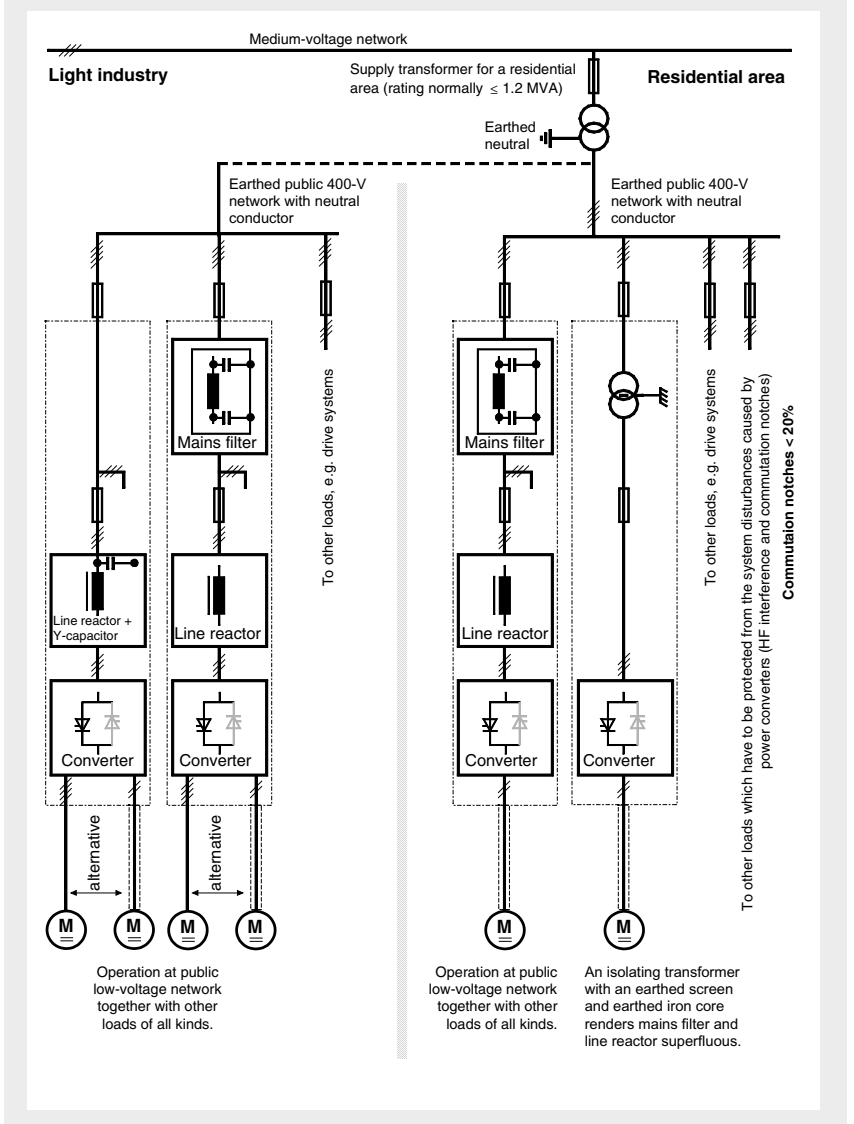 Medium-voltage network
Light industry
Supply transformer for a residential
area (rating normally ≤ 1.2 MVA)
Residential area
Earthed
neutral
Earthed public 400-V
network with neutral
conductor
Earthed public 400-V
network with neutral
conductor
Mains filter
Mains filter
To other loads, e.g. drive systems
To other loads, e.g. drive systems
To other loads which have to be protected from the system disturbances caused by
power converters (HF interference and commutation notches)
Commutaion notches < 20%
Line reactor +
Y-capacitor
Line reactor
Line reactor
Converter
Converter
Converter
Converter
alternative
alternative
M
M
M
M
M
M
Operation at public
low-voltage network
together with other
loads of all kinds.
Operation at public
low-voltage network
together with other
loads of all kinds.
An isolating transformer
with an earthed screen
and earthed iron core
renders mains filter and
line reactor superfluous.